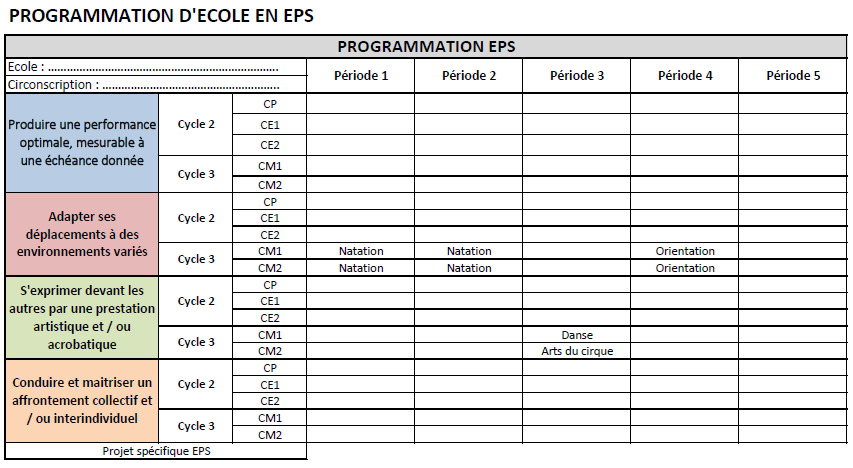 PROGRAMMATION D'ECOLE EN EPS
PROGRAMMATION EPS
Ecole : ........................................................................
Circonscription : .......................................................
Période 1 Période 2 Période 3 Période 4 Période 5
Produire une performance
optimale, mesurable à
une échéance donnée
Cycle 2
CP
CE1
CE2
Cycle 3
CM1
CM2
Adapter ses
déplacements à des
environnements variés
Cycle 2
CP
CE1
CE2
Cycle 3
CM1 Natation Natation Orientation
CM2 Natation Natation Orientation
S'exprimer devant les
autres par une prestation
artistique et / ou
acrobatique
Cycle 2
CP
CE1
CE2
Cycle 3
CM1 Danse
CM2 Arts du cirque
Conduire et maitriser un
affrontement collectif et
/ ou interindividuel
Cycle 2
CP
CE1
CE2
Cycle 3
CM1
CM2
Projet spécifique EPS